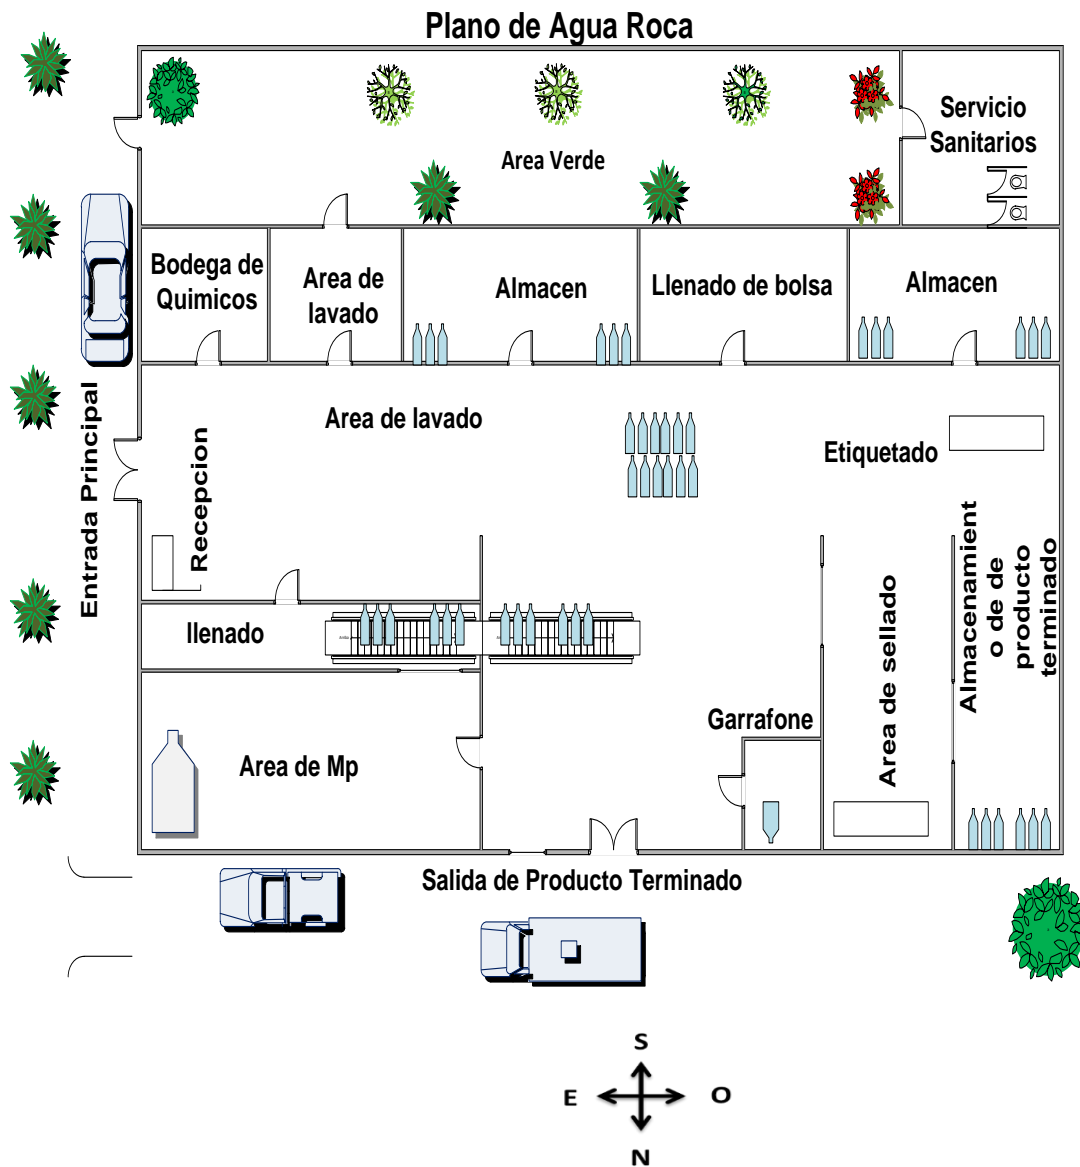 Plano de Agua Roca
Servicio
Sanitarios
Area Verde
Bodega de
Quimicos
Area de
lavado
Almacen
Llenado de bolsa
Almacen
Entrada Principal
Area de lavado
Recepcion
Etiquetado
Almacenamient
o de de
producto
terminado
llenado
Area de sellado
Garrafone
Area de Mp
Salida de Producto Terminado
S
E
O
N